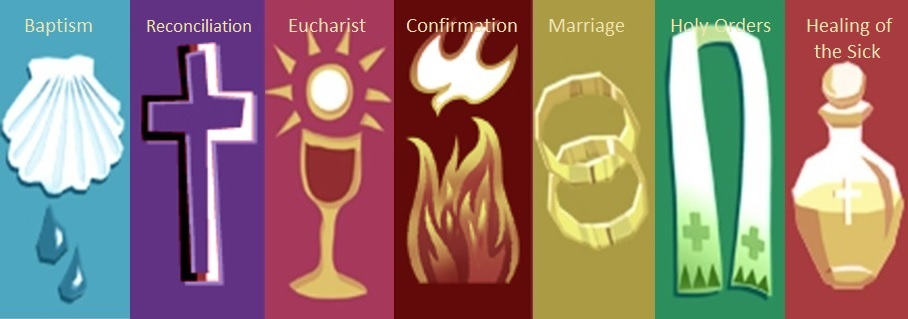 Baptism
Reconciliation
Eucharist
Confirmation
Marriage
Holy Orders
Healing of
the Sick